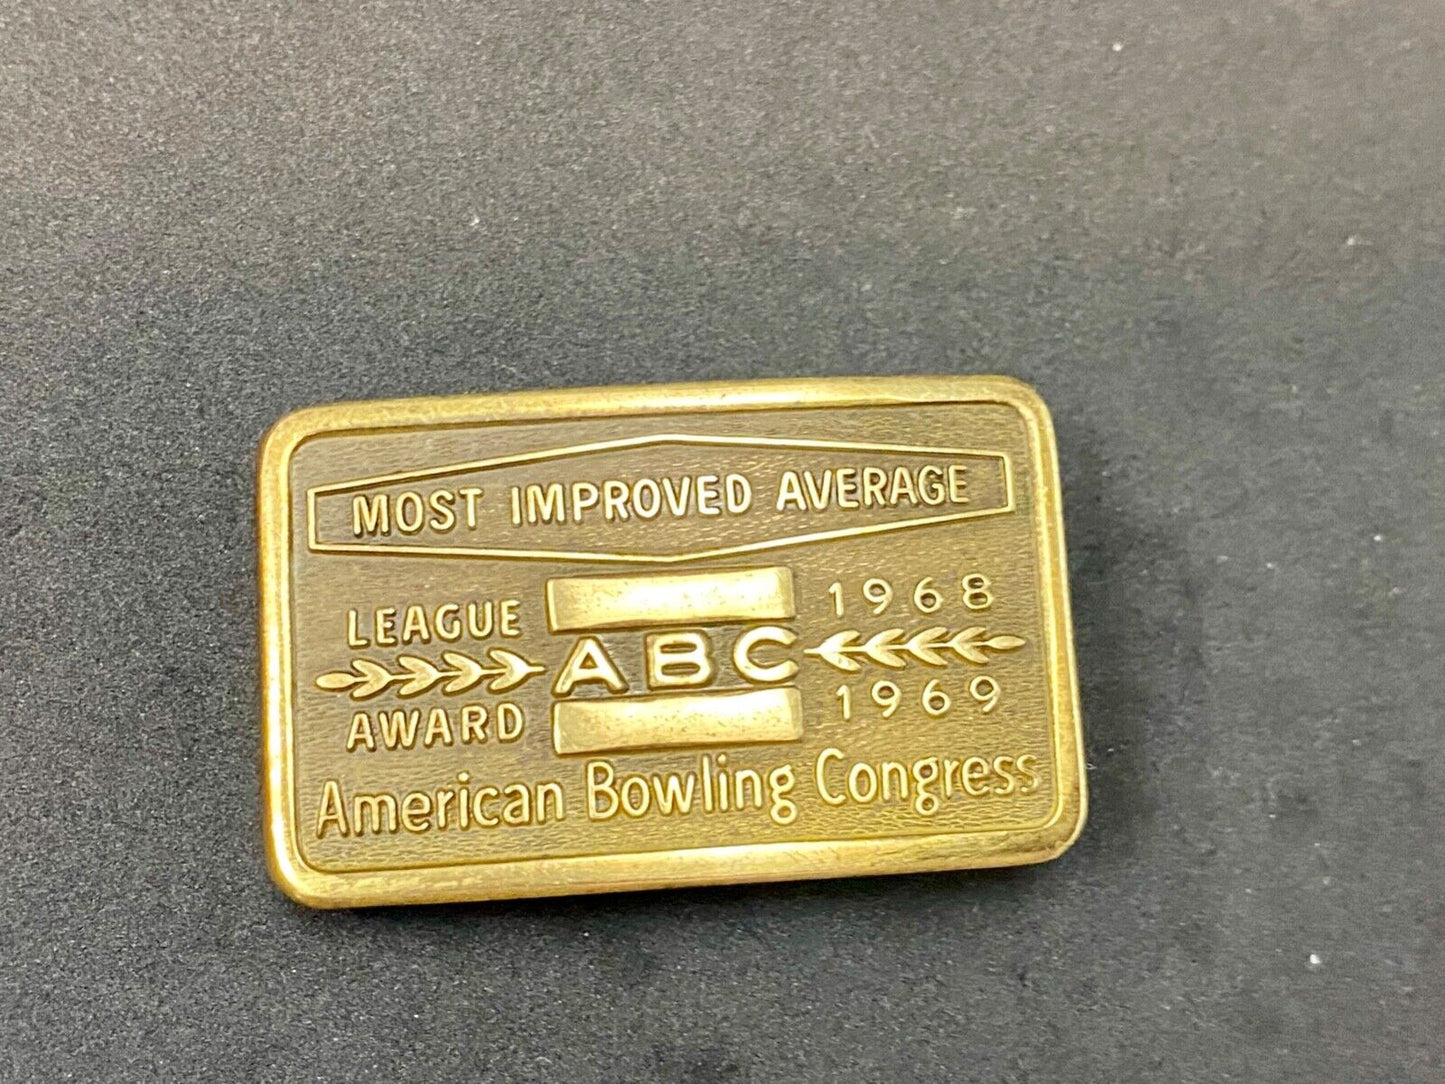 MOST IMPROVED AVERAGE
LEAGUE 1968
ABC
AWARD 1969
American Bowling Congress